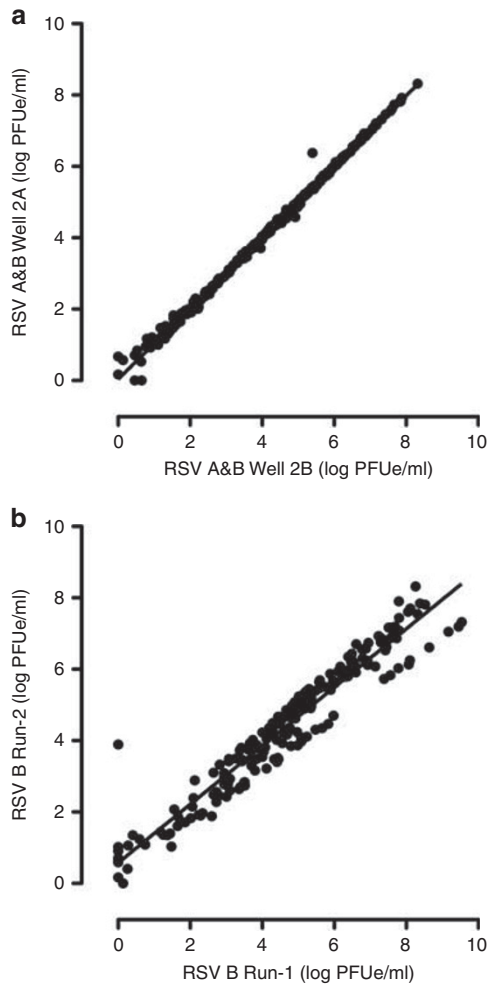 a
10
8
6
4
2
0
RSV A&B Well 2A (log PFUe/ml)
0 2 4 6 8 10
RSV A&B Well 2B (log PFUe/ml)
b
10
8
6
4
2
0
RSV B Run-2 (log PFUe/ml)
0 2 4 6 8 10
RSV B Run-1 (log PFUe/ml)